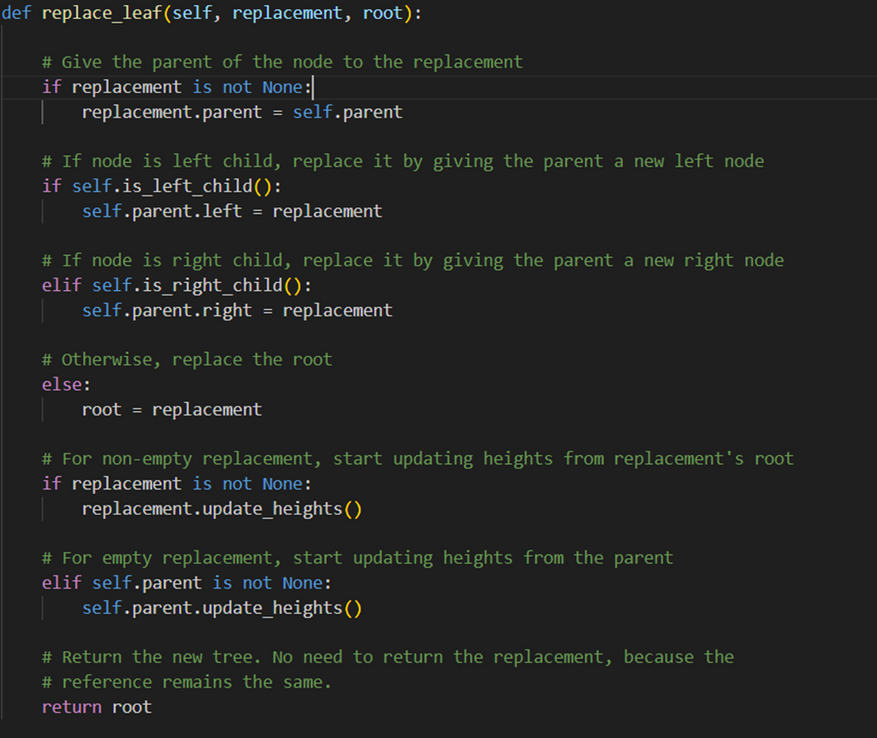 def replace_leaf(self, replacement, root):
# Give the parent of the node to the replacement
if replacement is not None:
replacement.parent = self.parent
# If node is left child, replace it by giving the parent a new left node
if self.is_left_child():
self.parent.left = replacement
# If node is right child, replace it by giving the parent a new right node
elif self.is_right_child():
self.parent.right = replacement
# Otherwise, replace the root
else:
root = replacement
# For non-empty replacement, start updating heights from replacement's root
if replacement is not None:
replacement.update_heights()
# For empty replacement, start updating heights from the parent
elif self.parent is not None:
self.parent.update_heights()
# Return the new tree. No need to return the replacement, because the
# reference remains the same.
return root